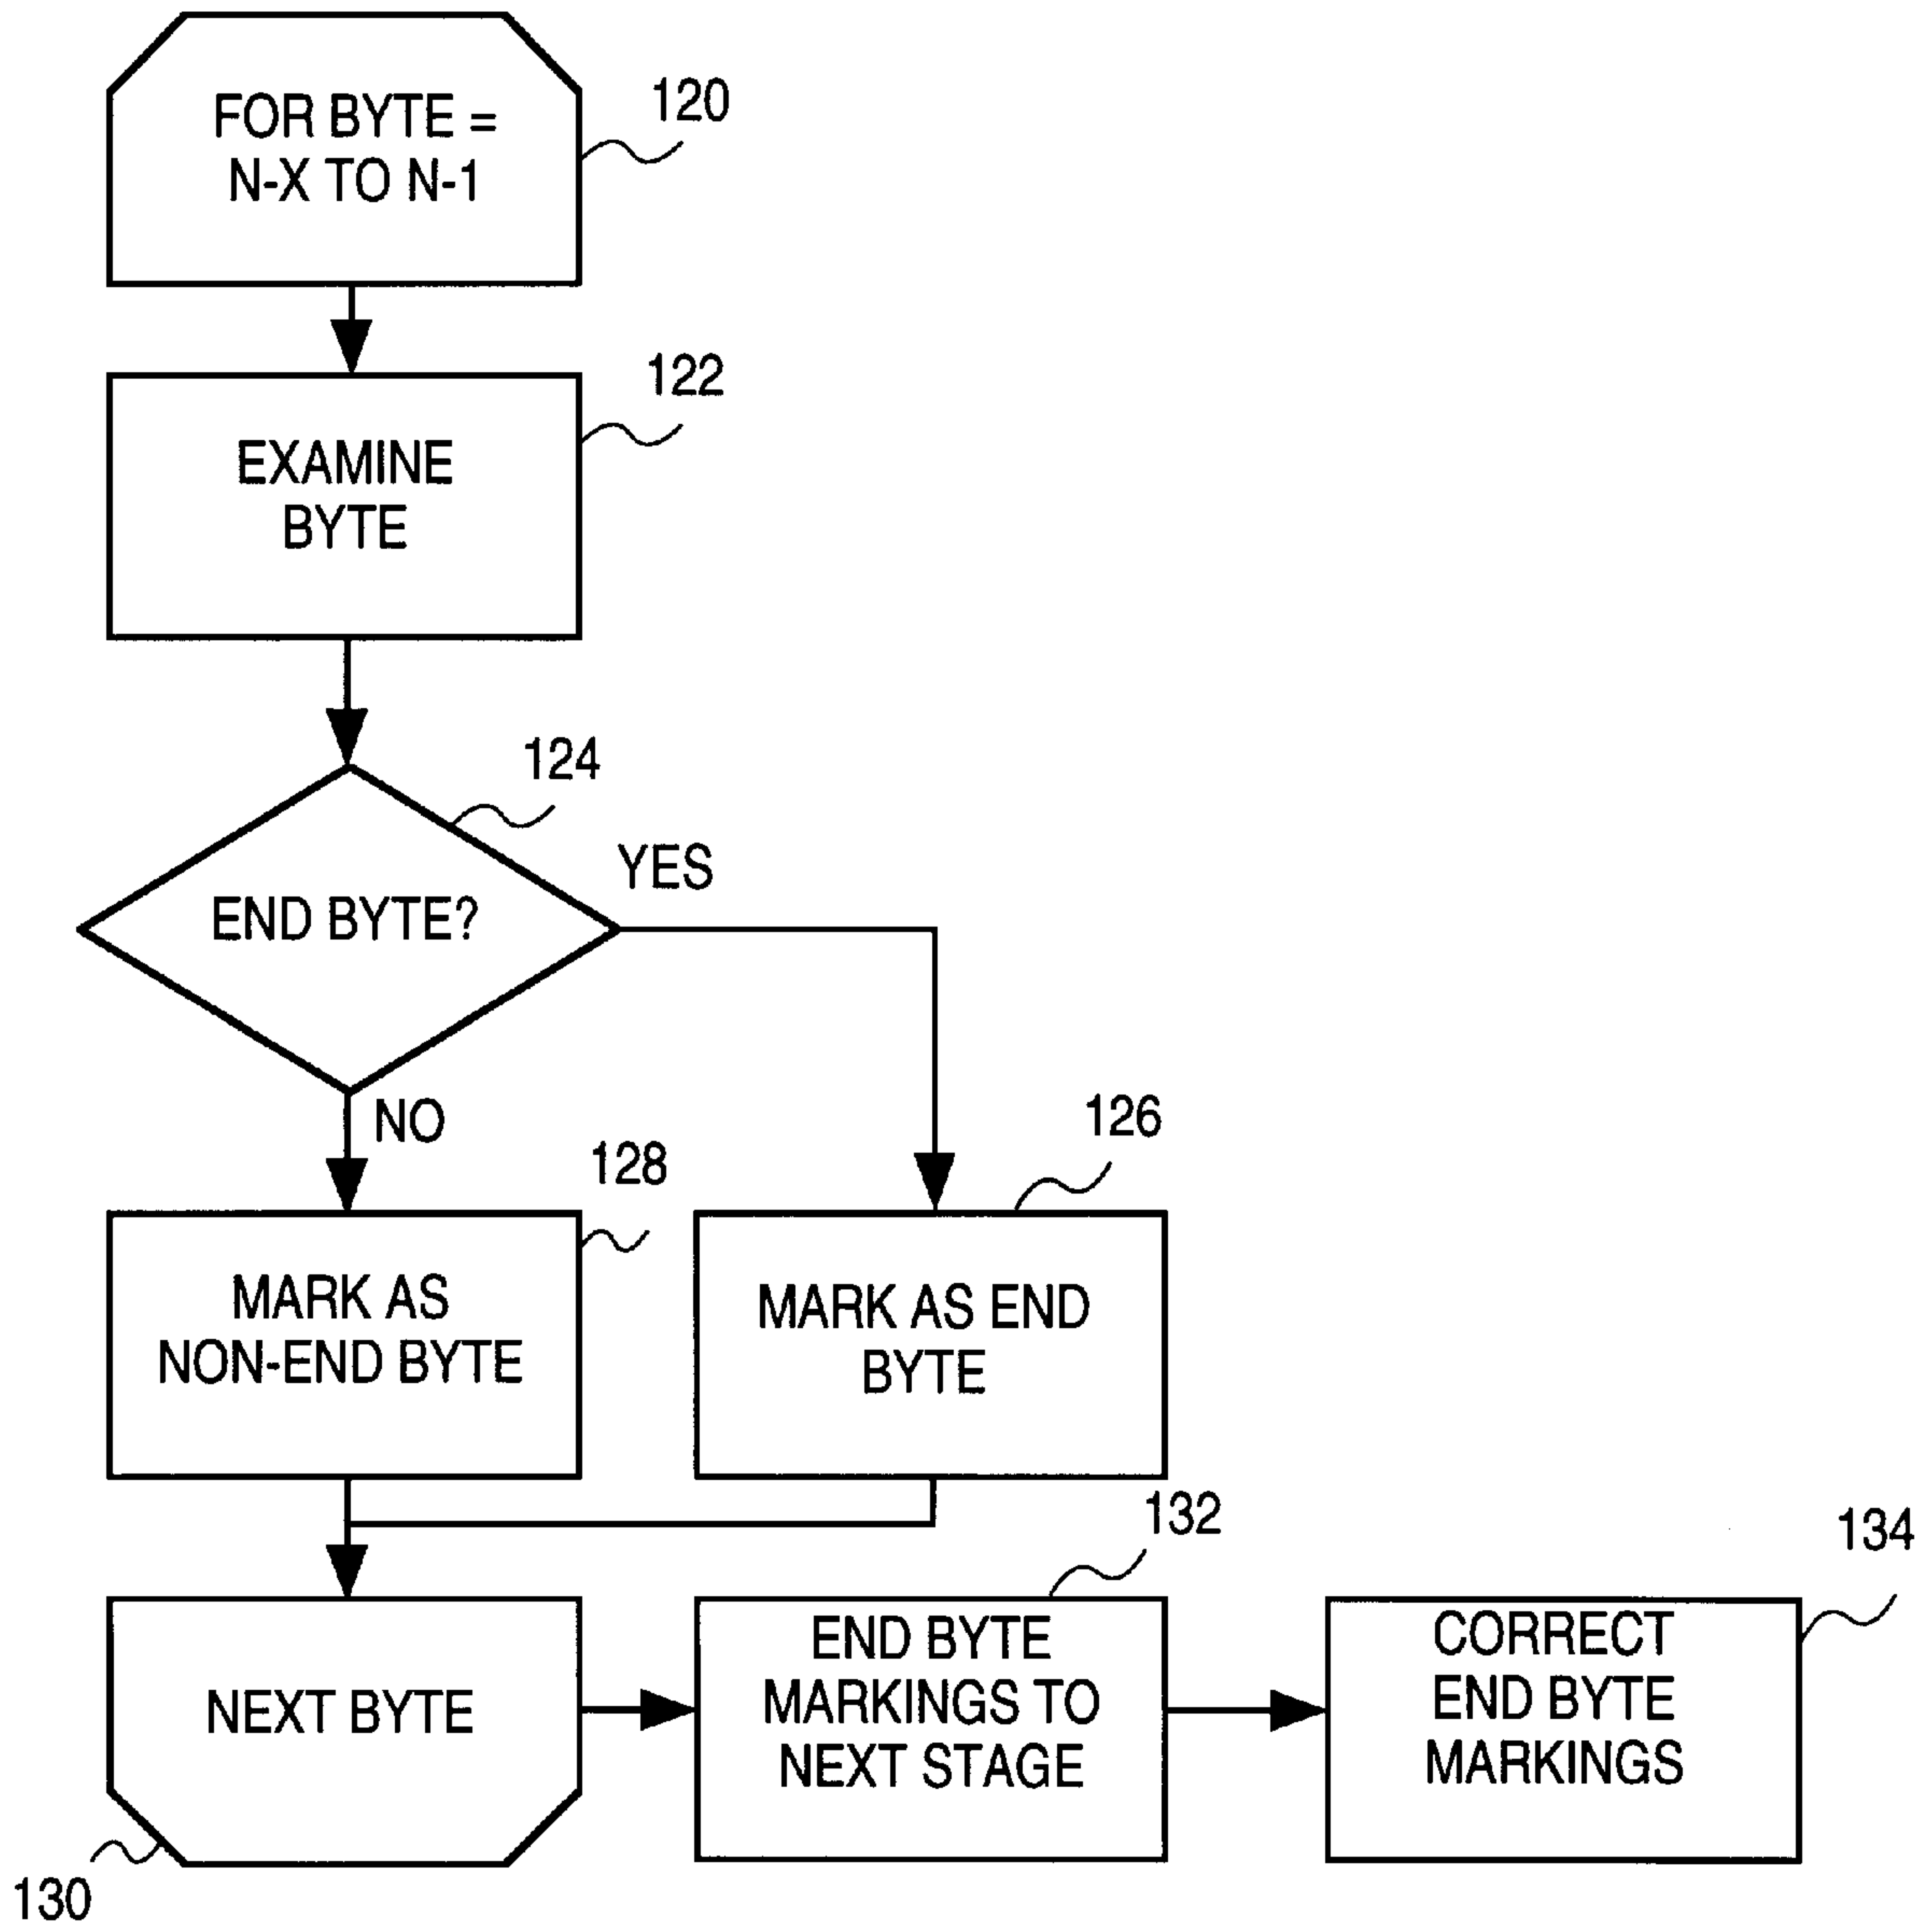 FOR BYTE =
N-X TO N-1
120
EXAMINE
BYTE
122
END BYTE?
124
YES
NO
MARK AS
NON-END BYTE
128
MARK AS END
BYTE
126
NEXT BYTE
130
END BYTE
MARKINGS TO
NEXT STAGE
132
CORRECT
END BYTE
MARKINGS
134